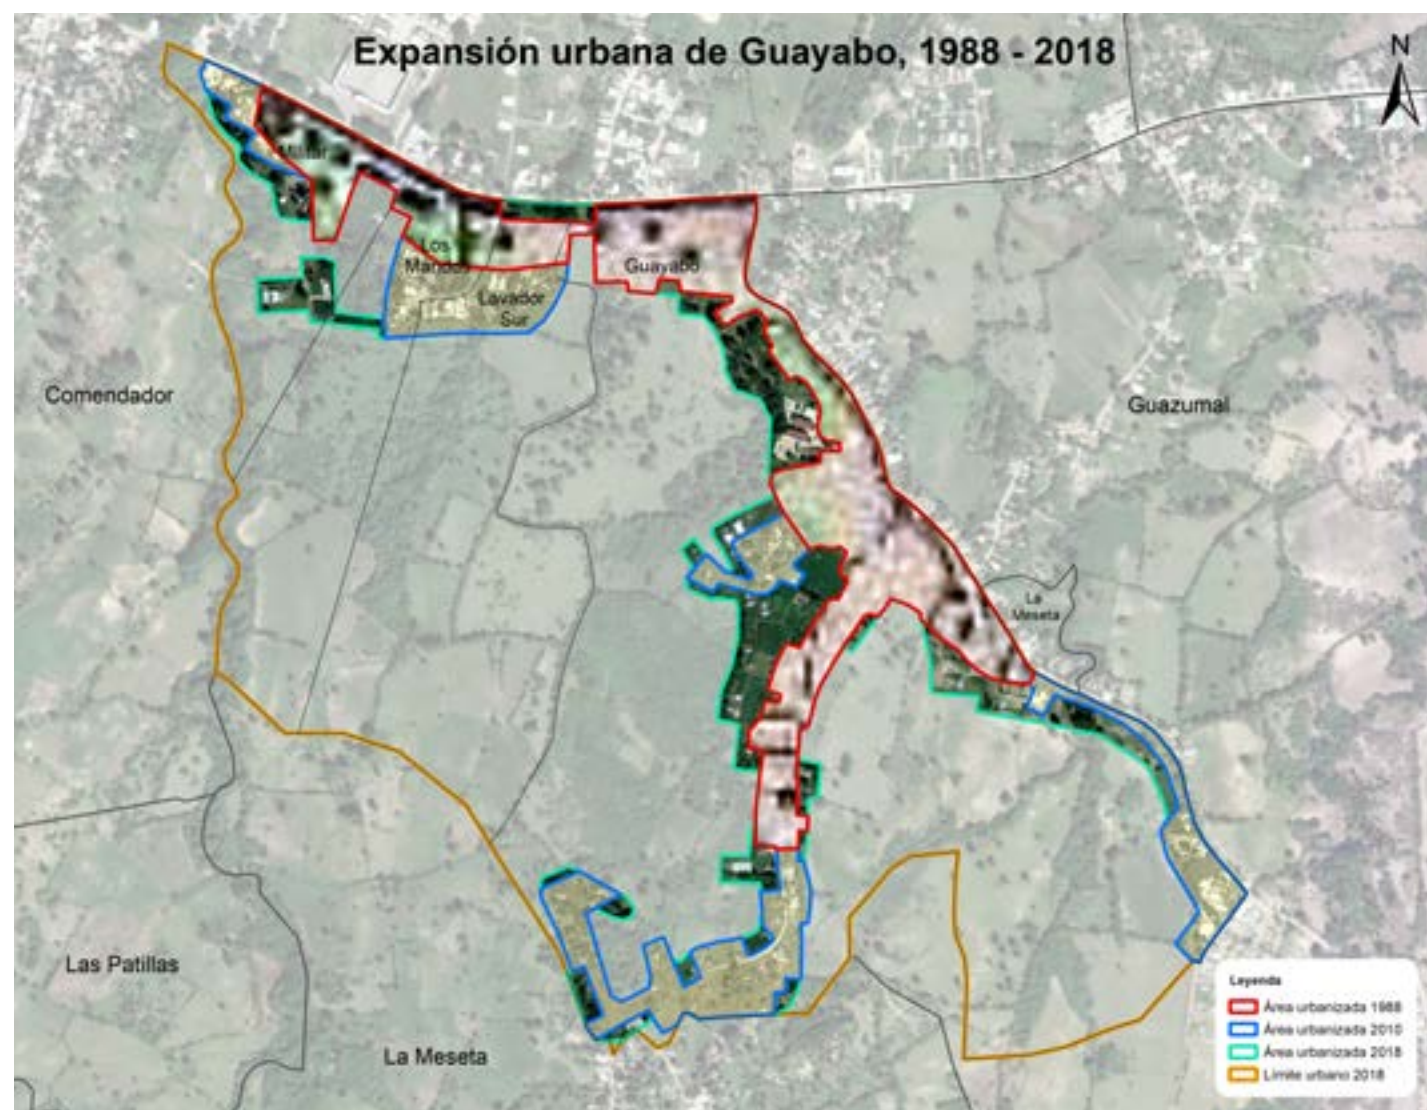 Expansión urbana de Guayabo, 1988 - 2018
N
Los
Guayabo
Lavador
Sur
Comendador
Guazumal
La
Meseta
Las Patillas
La Meseta
Leyenda
Área urbanizada 1988
Área urbanizada 2010
Área urbanizada 2018
Límite urbano 2018